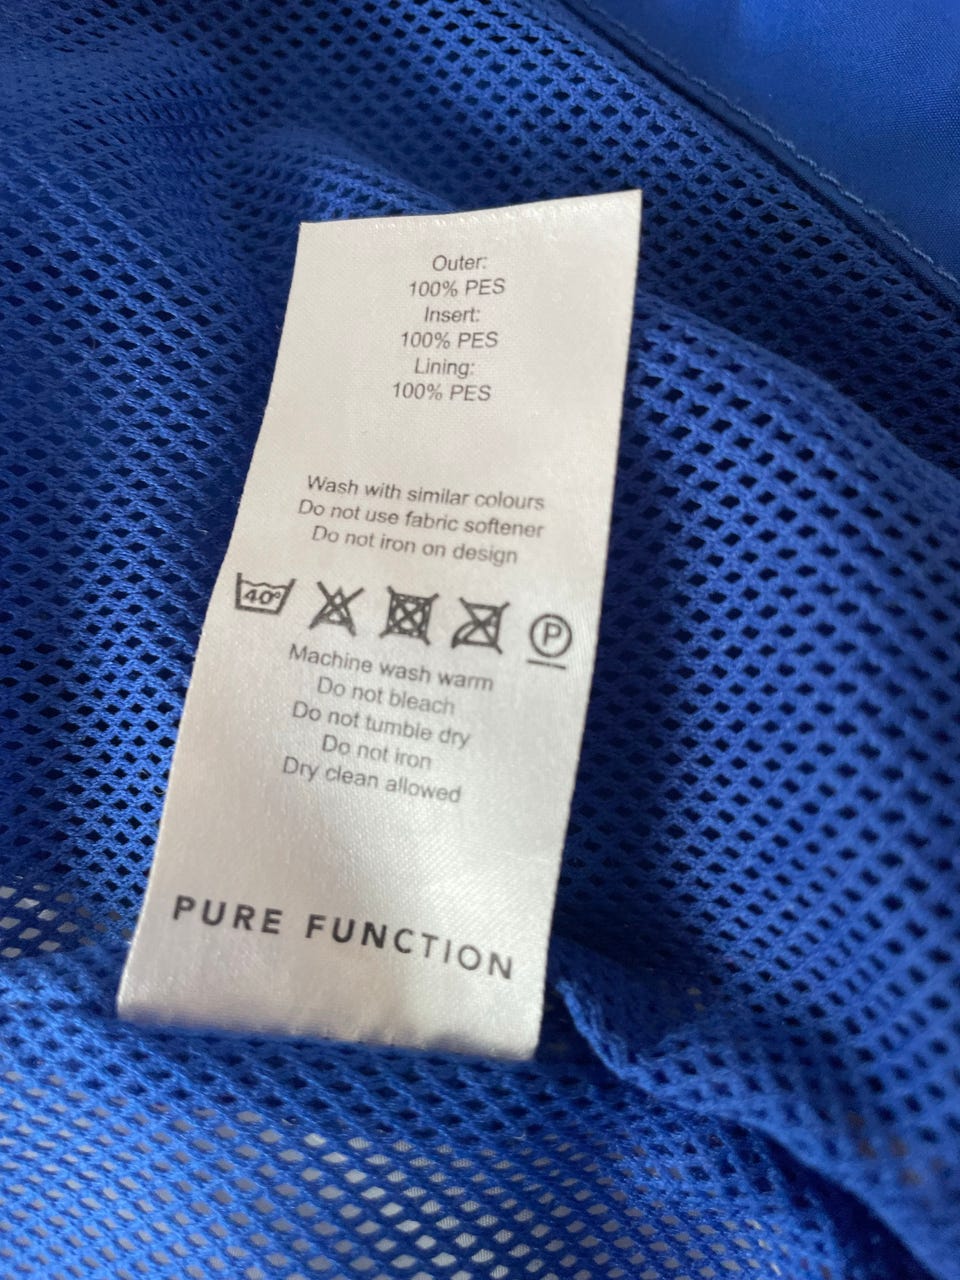 Outer:
100% PES
Insert:
100% PES
Lining:
100% PES
Wash with similar colours
Do not use fabric softener
Do not iron on design
40° P
Machine wash warm
Do not bleach
Do not tumble dry
Do not iron
Dry clean allowed
PURE FUNCTION